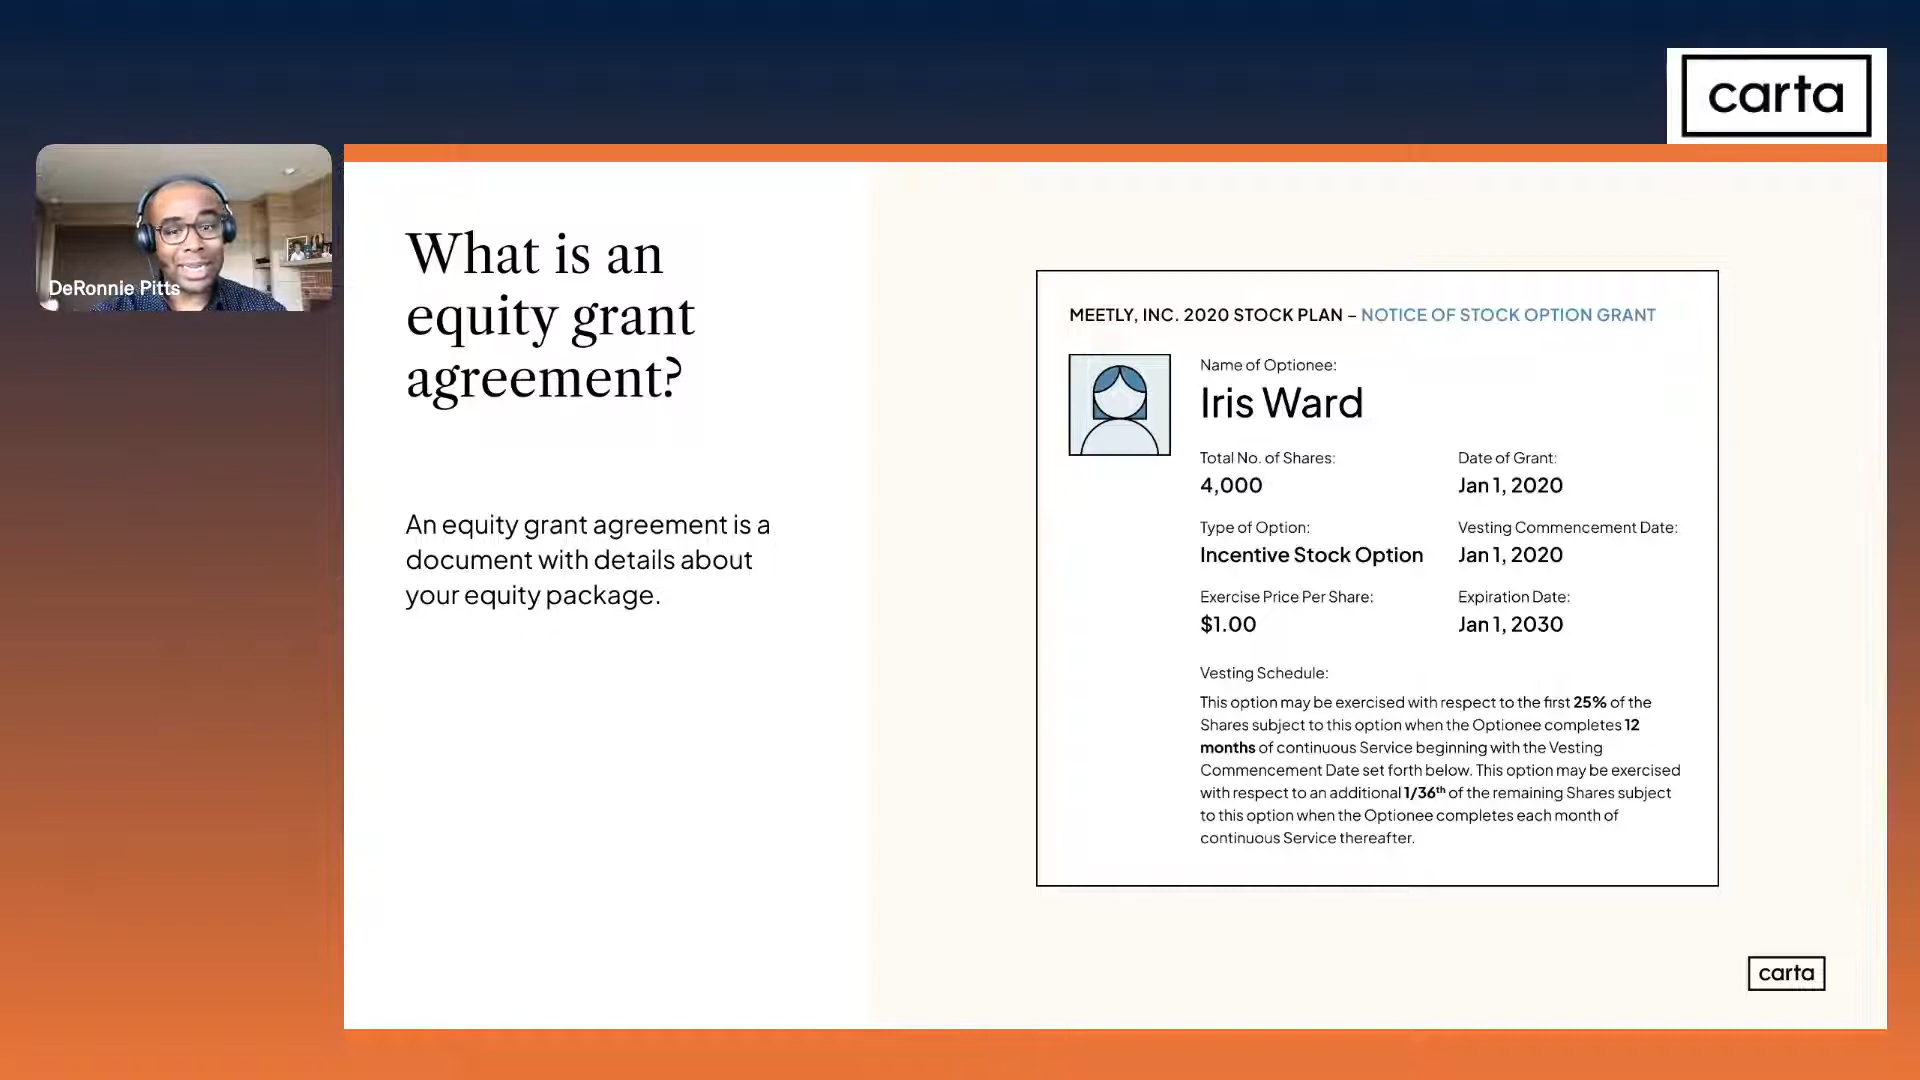 carta
DeRonnie Pitts
What is an
equity grant
agreement?
An equity grant agreement is a
document with details about
your equity package.
MEETLY, INC. 2020 STOCK PLAN – NOTICE OF STOCK OPTION GRANT
Name of Optionee:
Iris Ward
Total No. of Shares:
4,000
Date of Grant:
Jan 1, 2020
Type of Option:
Incentive Stock Option
Vesting Commencement Date:
Jan 1, 2020
Exercise Price Per Share:
$1.00
Expiration Date:
Jan 1, 2030
Vesting Schedule:
This option may be exercised with respect to the first 25% of the
Shares subject to this option when the Optionee completes 12
months of continuous Service beginning with the Vesting
Commencement Date set forth below. This option may be exercised
with respect to an additional 1/36th of the remaining Shares subject
to this option when the Optionee completes each month of
continuous Service thereafter.
carta